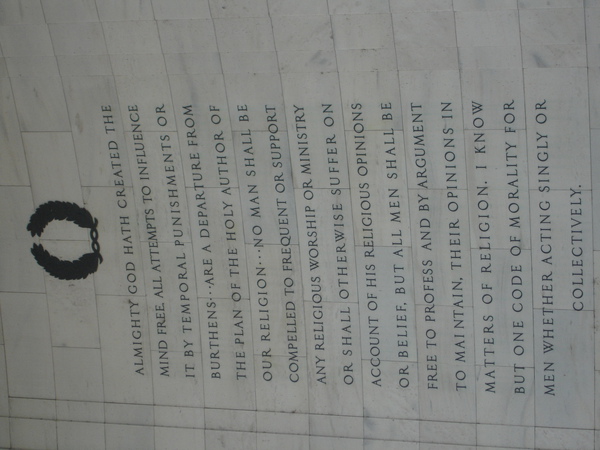 ALMIGHTY GOD HATH CREATED THE
MIND FREE. ALL ATTEMPTS TO INFLUENCE
IT BY TEMPORAL PUNISHMENTS OR
BURTHENS···ARE A DEPARTURE FROM
THE PLAN OF THE HOLY AUTHOR OF
OUR RELIGION····NO MAN SHALL BE
COMPELLED TO FREQUENT OR SUPPORT
ANY RELIGIOUS WORSHIP OR MINISTRY
OR SHALL OTHERWISE SUFFER ON
ACCOUNT OF HIS RELIGIOUS OPINIONS
OR BELIEF, BUT ALL MEN SHALL BE
FREE TO PROFESS AND BY ARGUMENT
TO MAINTAIN, THEIR OPINIONS IN
MATTERS OF RELIGION. I KNOW
BUT ONE CODE OF MORALITY FOR
MEN WHETHER ACTING SINGLY OR
COLLECTIVELY.